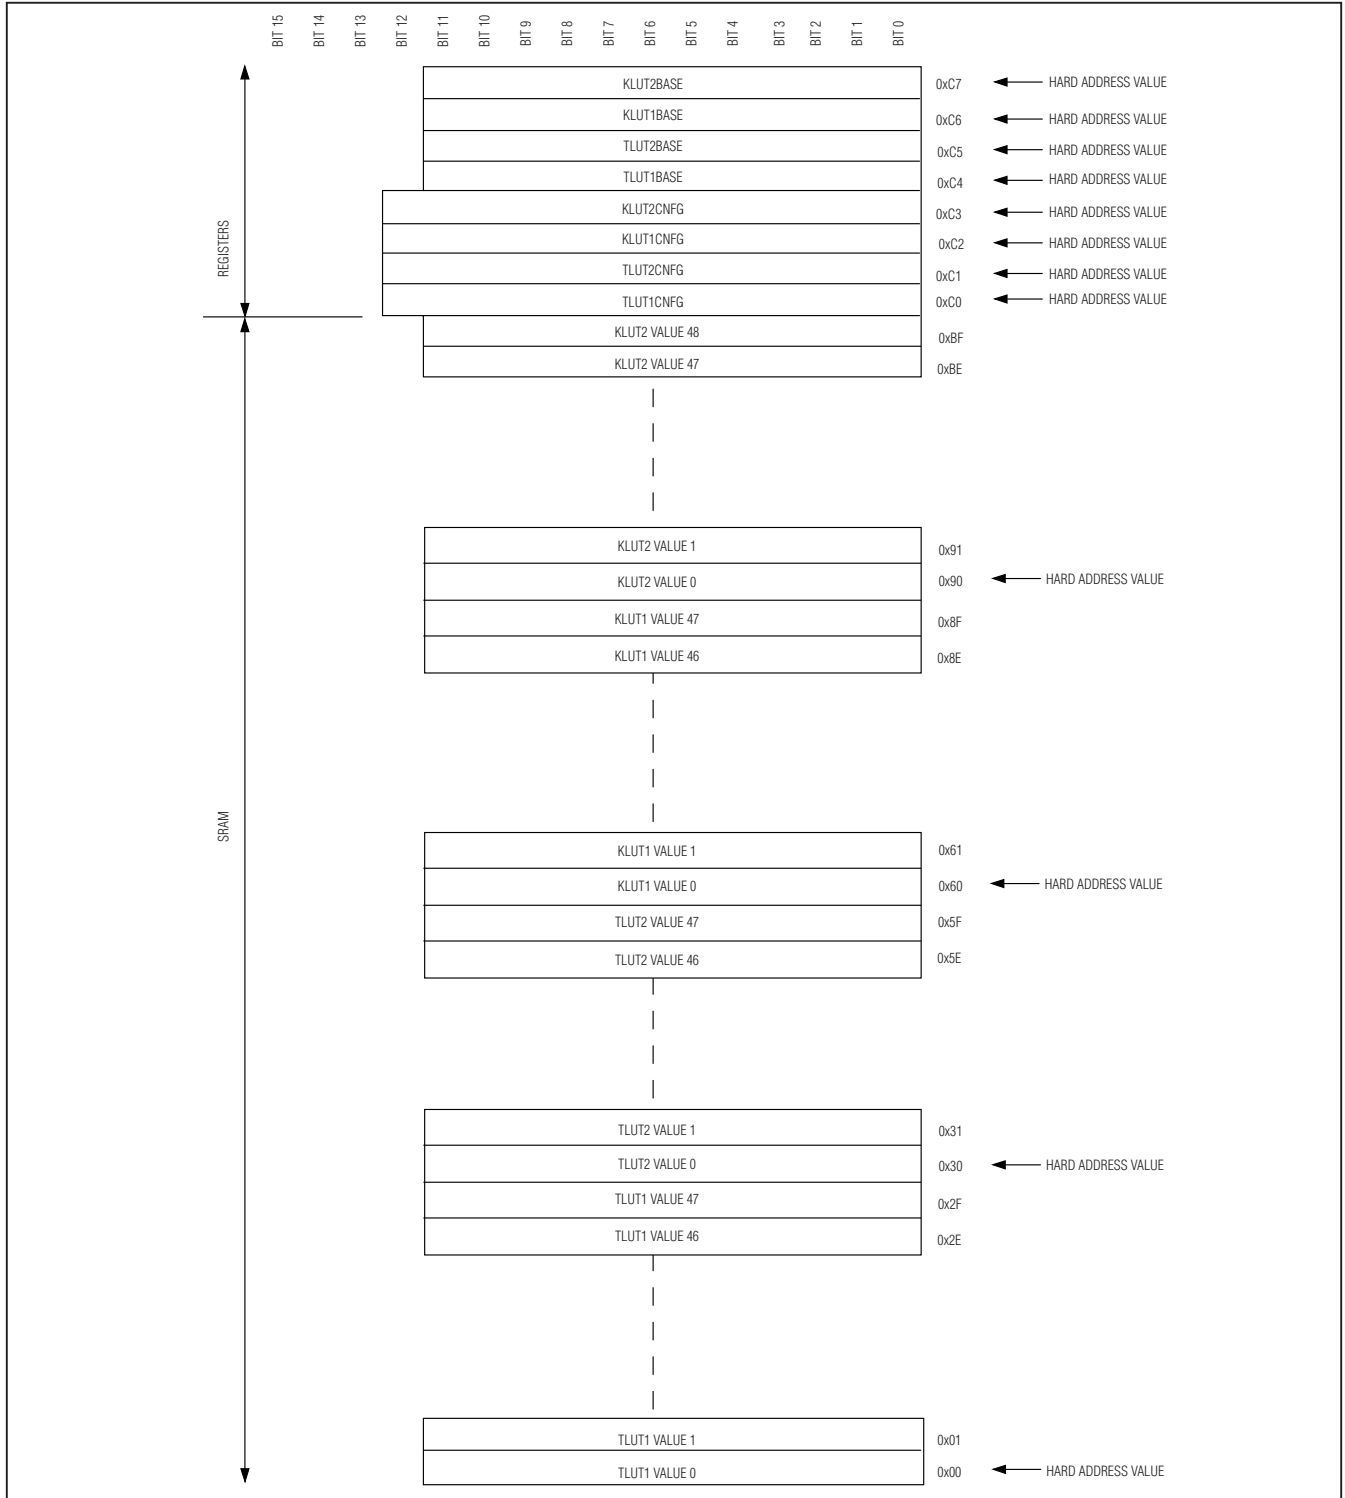 BIT 15 BIT 14 BIT 13 BIT 12 BIT 11 BIT 10 BIT 9 BIT 8 BIT 7 BIT 6 BIT 5 BIT 4 BIT 3 BIT 2 BIT 1 BIT 0
KLUT2BASE 0xC7 HARD ADDRESS VALUE
KLUT1BASE 0xC6 HARD ADDRESS VALUE
TLUT2BASE 0xC5 HARD ADDRESS VALUE
TLUT1BASE 0xC4 HARD ADDRESS VALUE
KLUT2CNFG 0xC3 HARD ADDRESS VALUE
REGISTERS
KLUT1CNFG 0xC2 HARD ADDRESS VALUE
TLUT2CNFG 0xC1 HARD ADDRESS VALUE
TLUT1CNFG 0xC0 HARD ADDRESS VALUE
KLUT2 VALUE 48 0xBF
KLUT2 VALUE 47 0xBE
KLUT2 VALUE 1 0x91
KLUT2 VALUE 0 0x90 HARD ADDRESS VALUE
KLUT1 VALUE 47 0x8F
KLUT1 VALUE 46 0x8E
SRAM
KLUT1 VALUE 1 0x61
KLUT1 VALUE 0 0x60 HARD ADDRESS VALUE
TLUT2 VALUE 47 0x5F
TLUT2 VALUE 46 0x5E
TLUT2 VALUE 1 0x31
TLUT2 VALUE 0 0x30 HARD ADDRESS VALUE
TLUT1 VALUE 47 0x2F
TLUT1 VALUE 46 0x2E
TLUT1 VALUE 1 0x01
TLUT1 VALUE 0 0x00 HARD ADDRESS VALUE